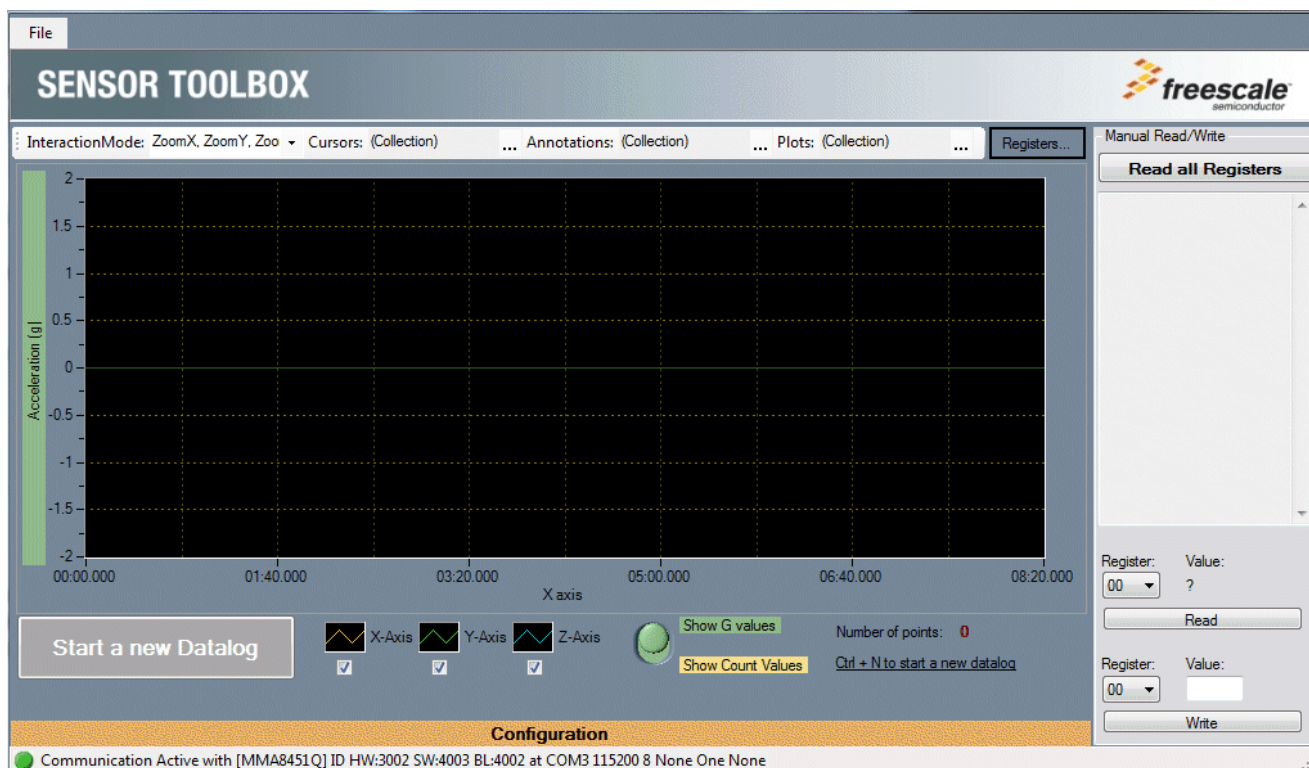 File
SENSOR TOOLBOX
freescale
semiconductor
InteractionMode: ZoomX, ZoomY, Zoo Cursors: (Collection) ... Annotations: (Collection) ... Plots: (Collection) ... Registers...
Manual Read/Write
Read all Registers
Acceleration [g]
2
1.5
1
0.5
0
-0.5
-1
-1.5
-2
00:00.000 01:40.000 03:20.000 05:00.000 06:40.000 08:20.000
X axis
Start a new Datalog
X-Axis Y-Axis Z-Axis
Show G values
Show Count Values
Number of points: 0
Ctrl + N to start a new datalog
Register: Value:
00 ?
Read
Register: Value:
00
Write
Configuration
Communication Active with [MMA8451Q] ID HW:3002 SW:4003 BL:4002 at COM3 115200 8 None One None